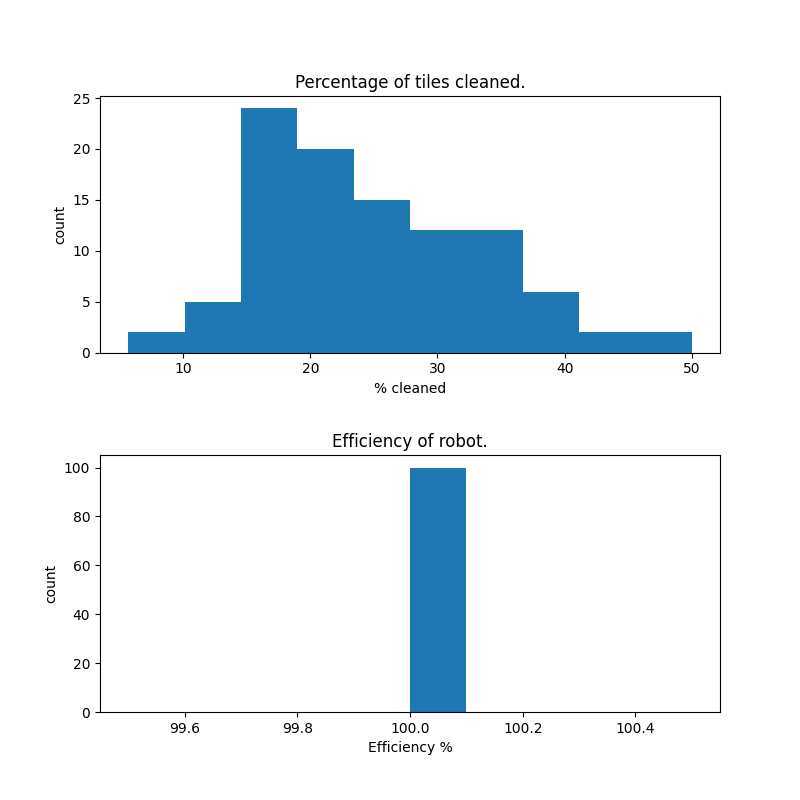 Percentage of tiles cleaned.
25
20
15
10
5
0
count
10 20 30 40 50
% cleaned
Efficiency of robot.
100
80
60
40
20
0
count
99.6 99.8 100.0 100.2 100.4
Efficiency %